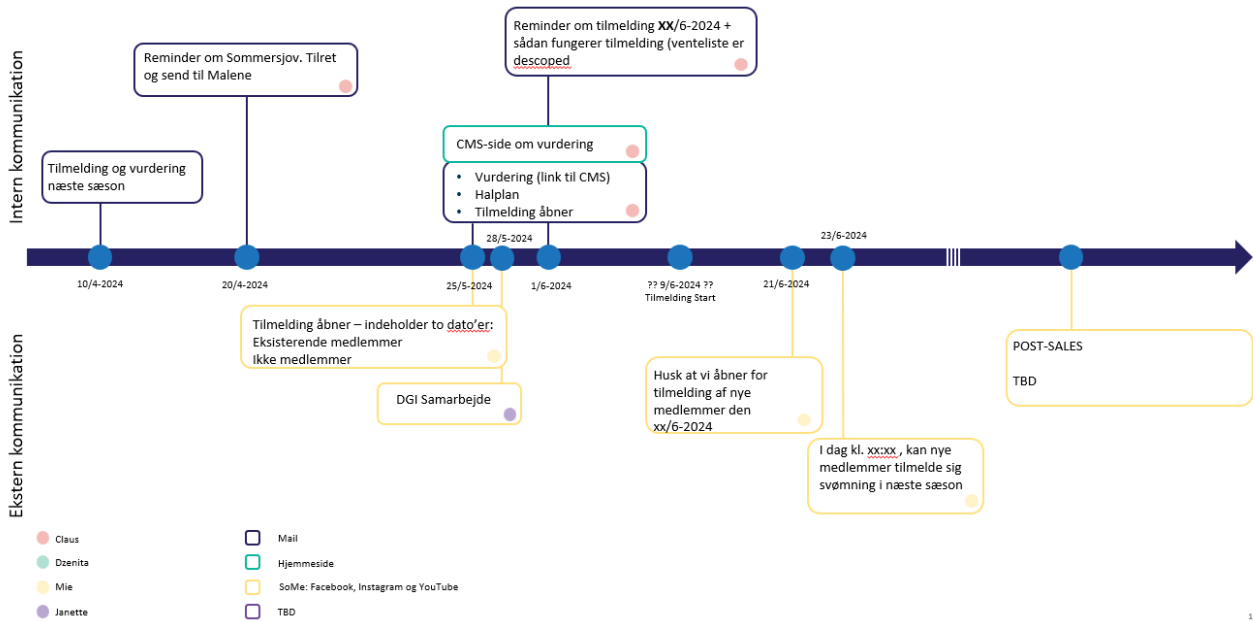 Intern kommunikation
Reminder om tilmelding XX/6-2024 +
sådan fungerer tilmelding (venteliste er
descoped
Reminder om Sommersjov. Tilret
og send til Malene
CMS-side om vurdering
Tilmelding og vurdering
næste sæson
• Vurdering (link til CMS)
• Halplan
• Tilmelding åbner
28/5-2024
23/6-2024
10/4-2024
20/4-2024
25/5-2024
1/6-2024
?? 9/6-2024 ??
Tilmelding Start
21/6-2024
Ekstern kommunikation
Tilmelding åbner – indeholder to dato'er:
Eksisterende medlemmer
Ikke medlemmer
DGI Samarbejde
Husk at vi åbner for
tilmelding af nye
medlemmer den
xx/6-2024
I dag kl. xx:xx , kan nye
medlemmer tilmelde sig
svømning i næste sæson
POST-SALES
TBD
Claus
Dzenita
Mie
Janette
Mail
Hjemmeside
SoMe: Facebook, Instagram og YouTube
TBD
1